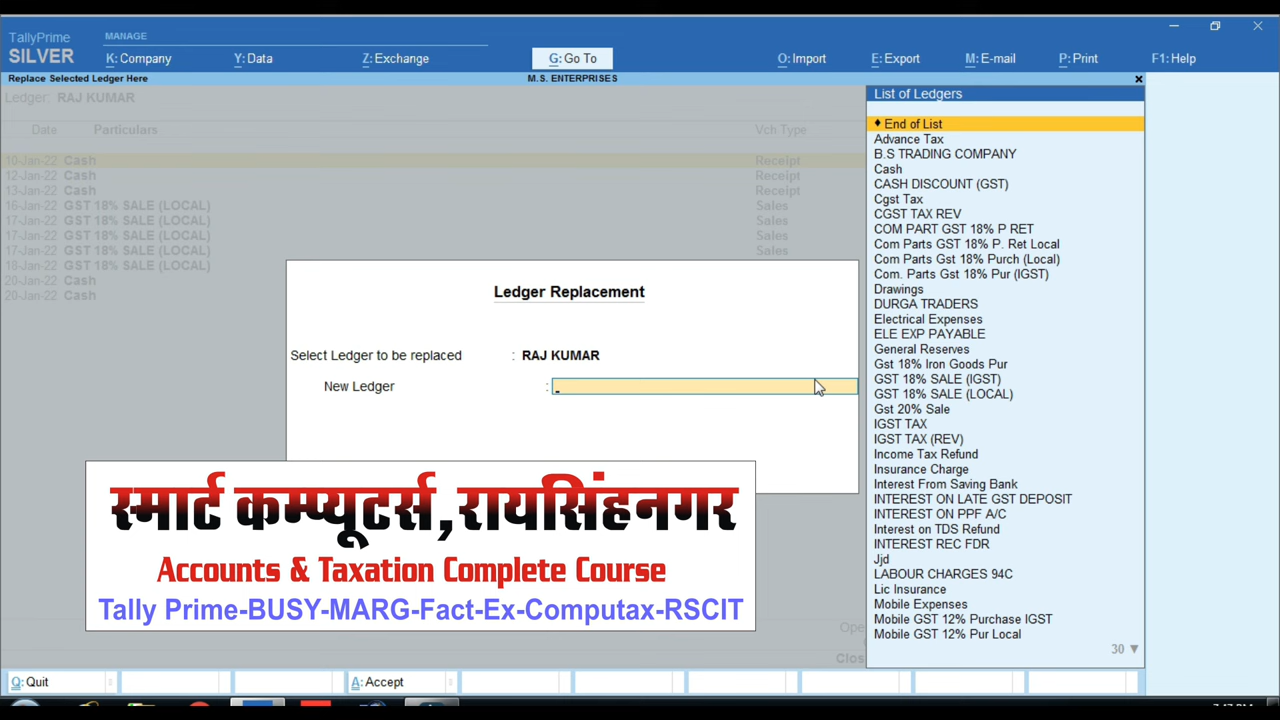 TallyPrime
SILVER
MANAGE
K: Company
Y: Data
Z: Exchange
G: Go To
O: Import
E: Export
M: E-mail
P: Print
F1: Help
Replace Selected Ledger Here
M.S. ENTERPRISES
Ledger: RAJ KUMAR
Date Particulars Vch Type
10-Jan-22 Cash Receipt
12-Jan-22 Cash Receipt
13-Jan-22 Cash Receipt
16-Jan-22 GST 18% SALE (LOCAL) Sales
17-Jan-22 GST 18% SALE (LOCAL) Sales
17-Jan-22 GST 18% SALE (LOCAL) Sales
17-Jan-22 GST 18% SALE (LOCAL) Sales
18-Jan-22 GST 18% SALE (LOCAL) Sales
20-Jan-22 Cash
20-Jan-22 Cash
Ledger Replacement
Select Ledger to be replaced : RAJ KUMAR
New Ledger :
स्मार्ट कम्प्यूटर्स,रायसिंहनगर
Accounts & Taxation Complete Course
Tally Prime-BUSY-MARG-Fact-Ex-Computax-RSCIT
List of Ledgers
♦ End of List
Advance Tax
B.S TRADING COMPANY
Cash
CASH DISCOUNT (GST)
Cgst Tax
CGST TAX REV
COM PART GST 18% P RET
Com Parts GST 18% P. Ret Local
Com Parts Gst 18% Purch (Local)
Com. Parts Gst 18% Pur (IGST)
Drawings
DURGA TRADERS
Electrical Expenses
ELE EXP PAYABLE
General Reserves
Gst 18% Iron Goods Pur
GST 18% SALE (IGST)
GST 18% SALE (LOCAL)
Gst 20% Sale
IGST TAX
IGST TAX (REV)
Income Tax Refund
Insurance Charge
Interest From Saving Bank
INTEREST ON LATE GST DEPOSIT
INTEREST ON PPF A/C
Interest on TDS Refund
INTEREST REC FDR
Jjd
LABOUR CHARGES 94C
Lic Insurance
Mobile Expenses
Mobile GST 12% Purchase IGST
Mobile GST 12% Pur Local
30 ▼
Q: Quit
A: Accept